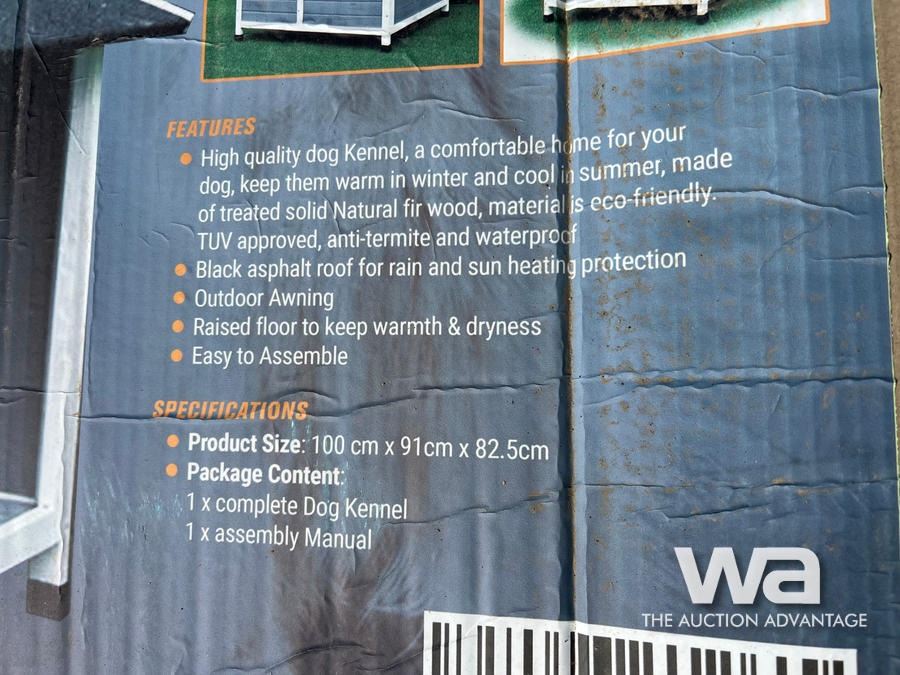 FEATURES
High quality dog Kennel, a comfortable home for your
dog, keep them warm in winter and cool in summer, made
of treated solid Natural fir wood, material is eco-friendly.
TUV approved, anti-termite and waterproof
Black asphalt roof for rain and sun heating protection
Outdoor Awning
Raised floor to keep warmth & dryness
Easy to Assemble
SPECIFICATIONS
Product Size: 100 cm x 91cm x 82.5cm
Package Content:
1 x complete Dog Kennel
1 x assembly Manual
wa
THE AUCTION ADVANTAGE